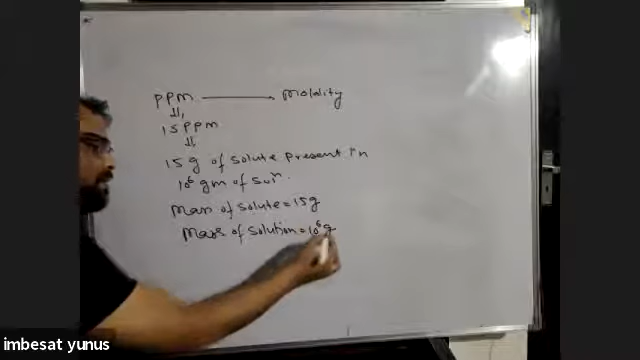 PPM ——→ Molality
⇓
15 PPM
⇓
15 g of solute present in
10⁶ gm of solⁿ.
Mass of solute = 15g
Mass of solution = 10⁶ g
imbesat yunus